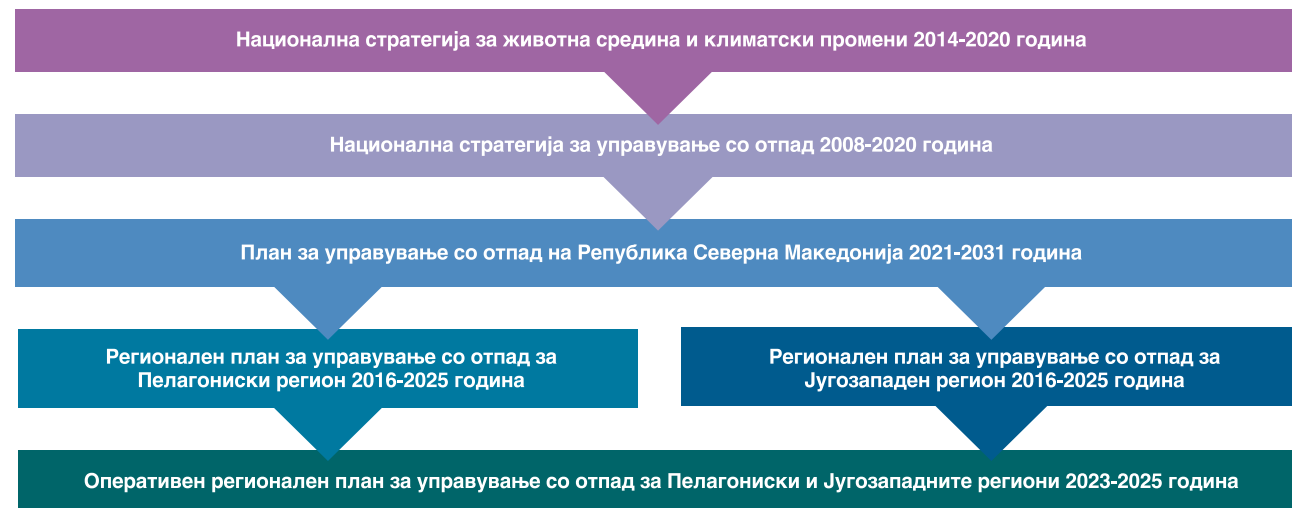 Национална стратегија за животна средина и климатски промени 2014-2020 година
Национална стратегија за управување со отпад 2008-2020 година
План за управување со отпад на Република Северна Македонија 2021-2031 година
Регионален план за управување со отпад за
Пелагониски регион 2016-2025 година
Регионален план за управување со отпад за
Југозападен регион 2016-2025 година
Оперативен регионален план за управување со отпад за Пелагониски и Југозападните региони 2023-2025 година